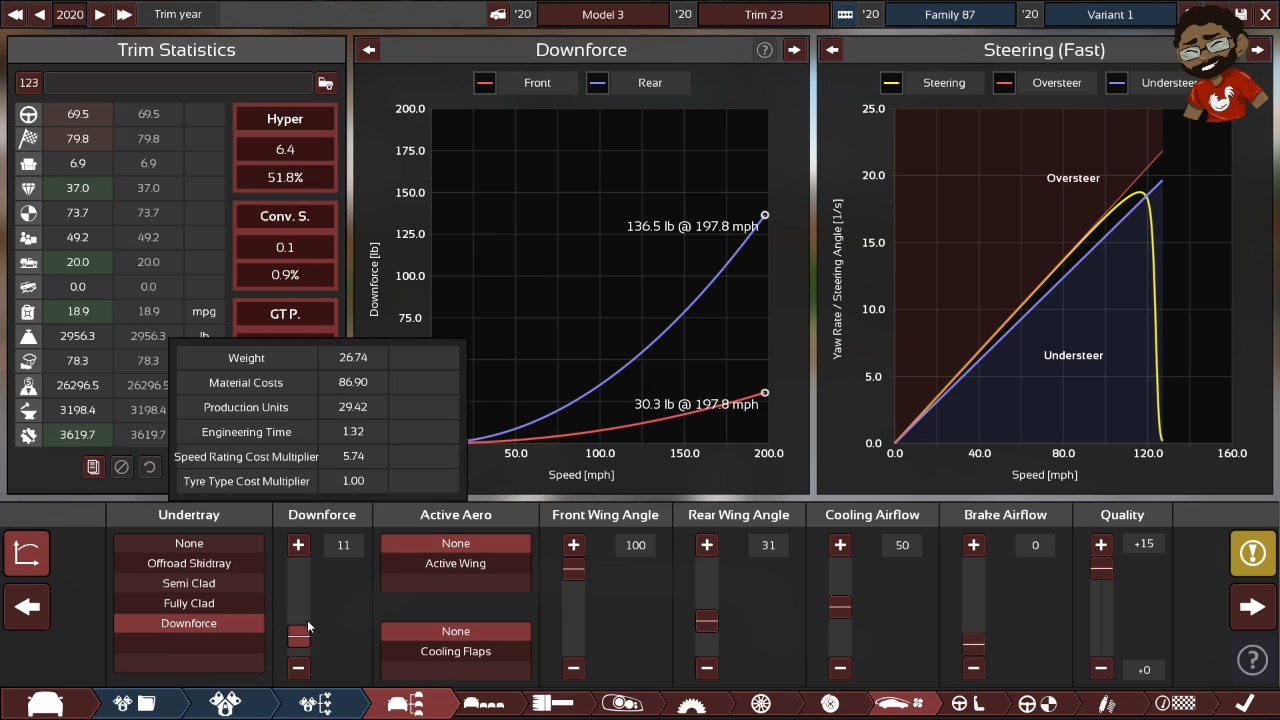 2020
Trim year
'20
Model 3
'20
Trim 23
'20
Family 87
'20
Variant 1
Trim Statistics
123
69.5 69.5
79.8 79.8
6.9 6.9
37.0 37.0
73.7 73.7
49.2 49.2
20.0 20.0
0.0 0.0
18.9 18.9 mpg
2956.3 2956.3 lb
78.3 78.3
26296.5 26296.5
3198.4 3198.4
3619.7 3619.7
Hyper
6.4
51.8%
Conv. S.
0.1
0.9%
GT P.
Weight 26.74
Material Costs 86.90
Production Units 29.42
Engineering Time 1.32
Speed Rating Cost Multiplier 5.74
Tyre Type Cost Multiplier 1.00
Downforce
?
Front
Rear
200.0
175.0
150.0
125.0
100.0
75.0
Downforce [lb]
136.5 lb @ 197.8 mph
30.3 lb @ 197.8 mph
50.0 100.0 150.0 200.0
Speed [mph]
Steering (Fast)
Steering
Oversteer
Understeer
25.0
20.0
15.0
10.0
5.0
0.0
Yaw Rate / Steering Angle [1/s]
Oversteer
Understeer
0.0 40.0 80.0 120.0 160.0
Speed [mph]
Undertray
None
Offroad Skidtray
Semi Clad
Fully Clad
Downforce
Downforce
+ 11
−
Active Aero
None
Active Wing
None
Cooling Flaps
Front Wing Angle
+ 100
−
Rear Wing Angle
+ 31
−
Cooling Airflow
+ 50
−
Brake Airflow
+ 0
−
Quality
+ +15
− +0
!
?